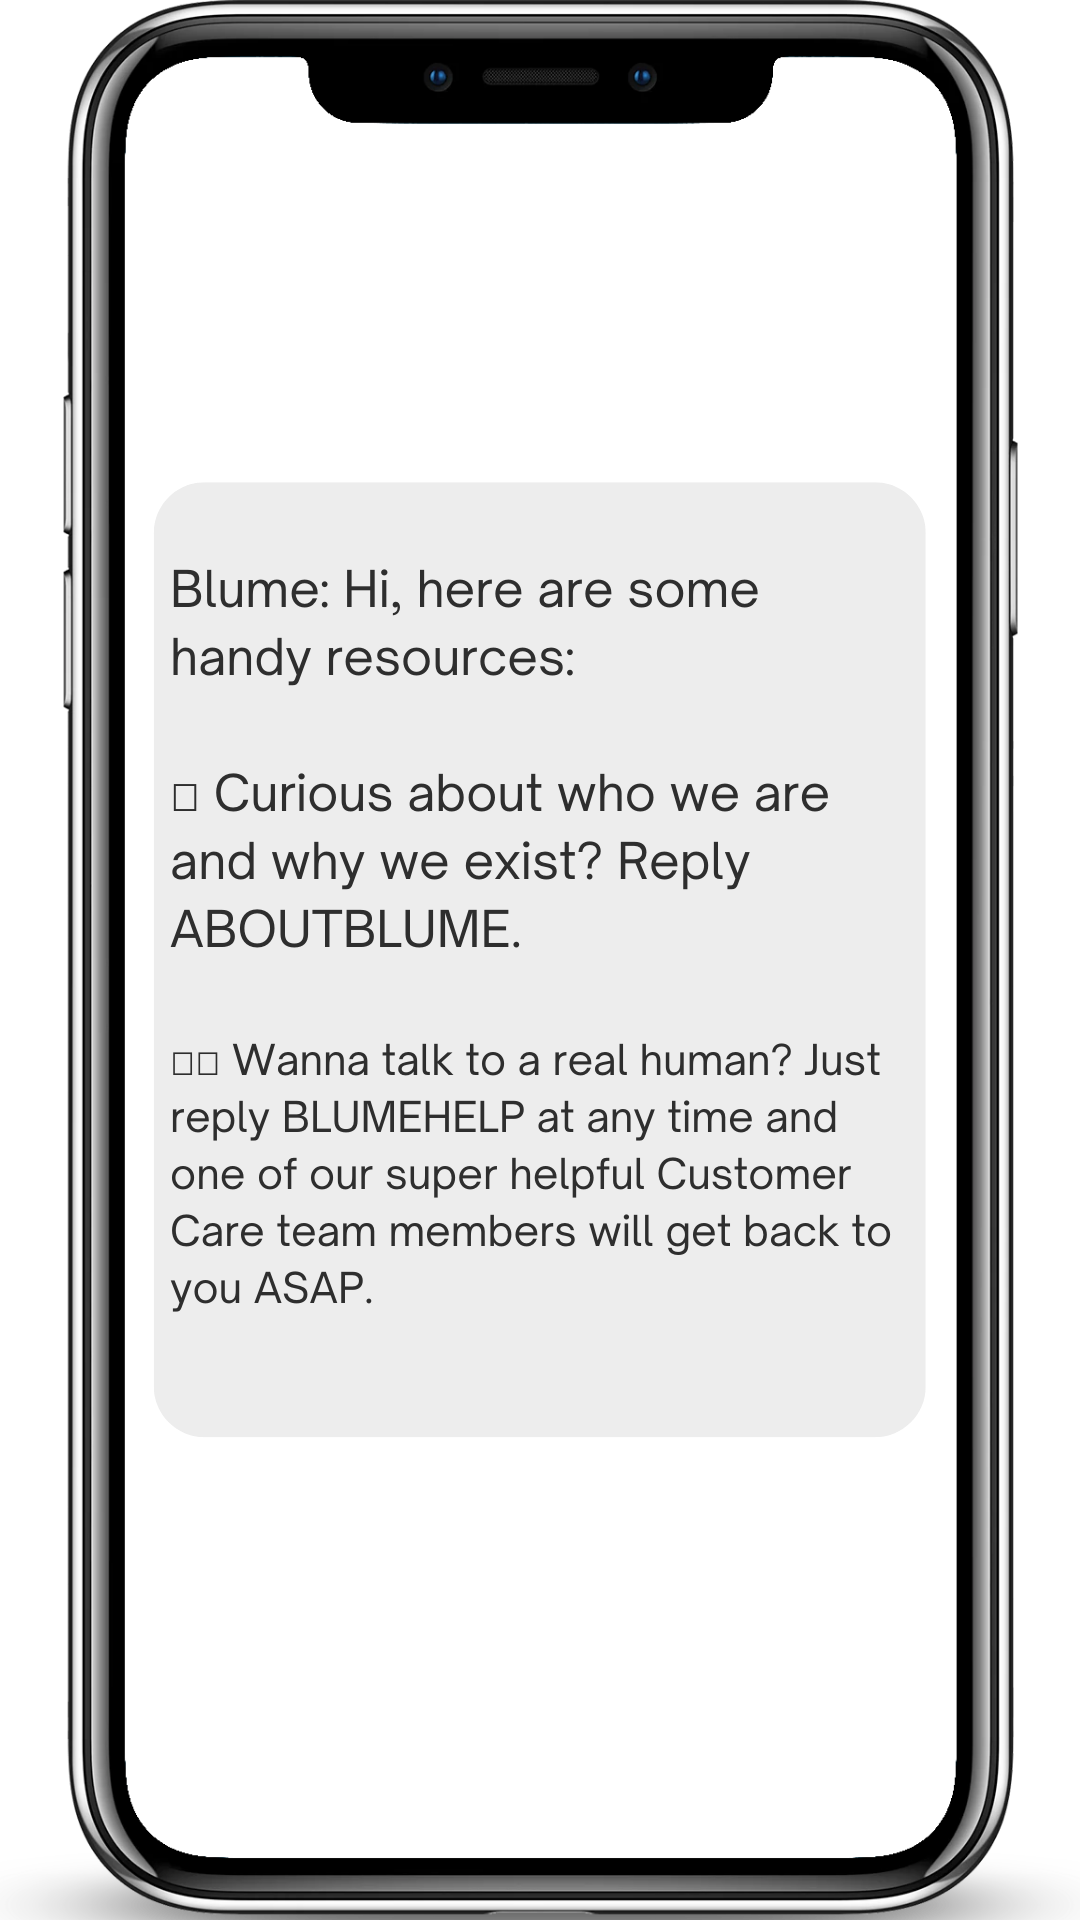 Blume: Hi, here are some
handy resources:
□ Curious about who we are
and why we exist? Reply
ABOUTBLUME.
□□ Wanna talk to a real human? Just
reply BLUMEHELP at any time and
one of our super helpful Customer
Care team members will get back to
you ASAP.